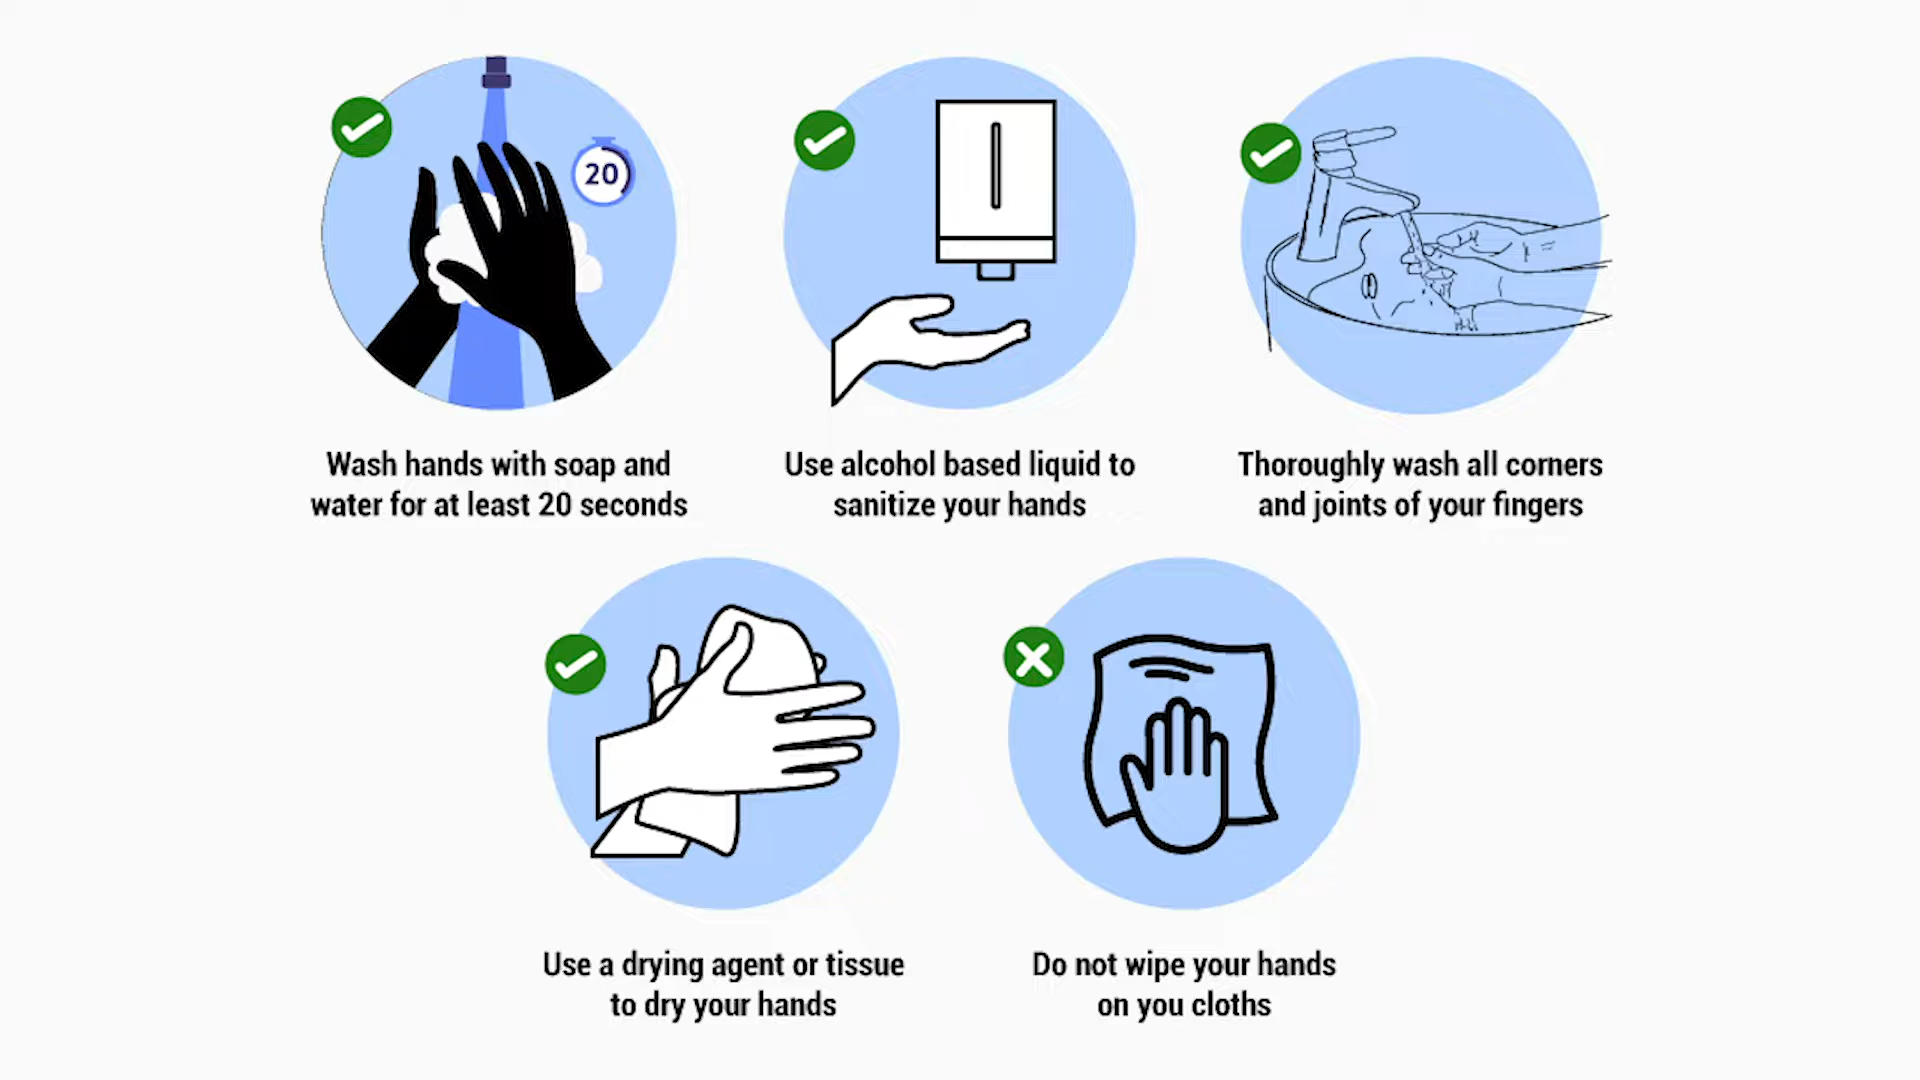 20
Wash hands with soap and
water for at least 20 seconds
Use alcohol based liquid to
sanitize your hands
Thoroughly wash all corners
and joints of your fingers
Use a drying agent or tissue
to dry your hands
Do not wipe your hands
on you cloths